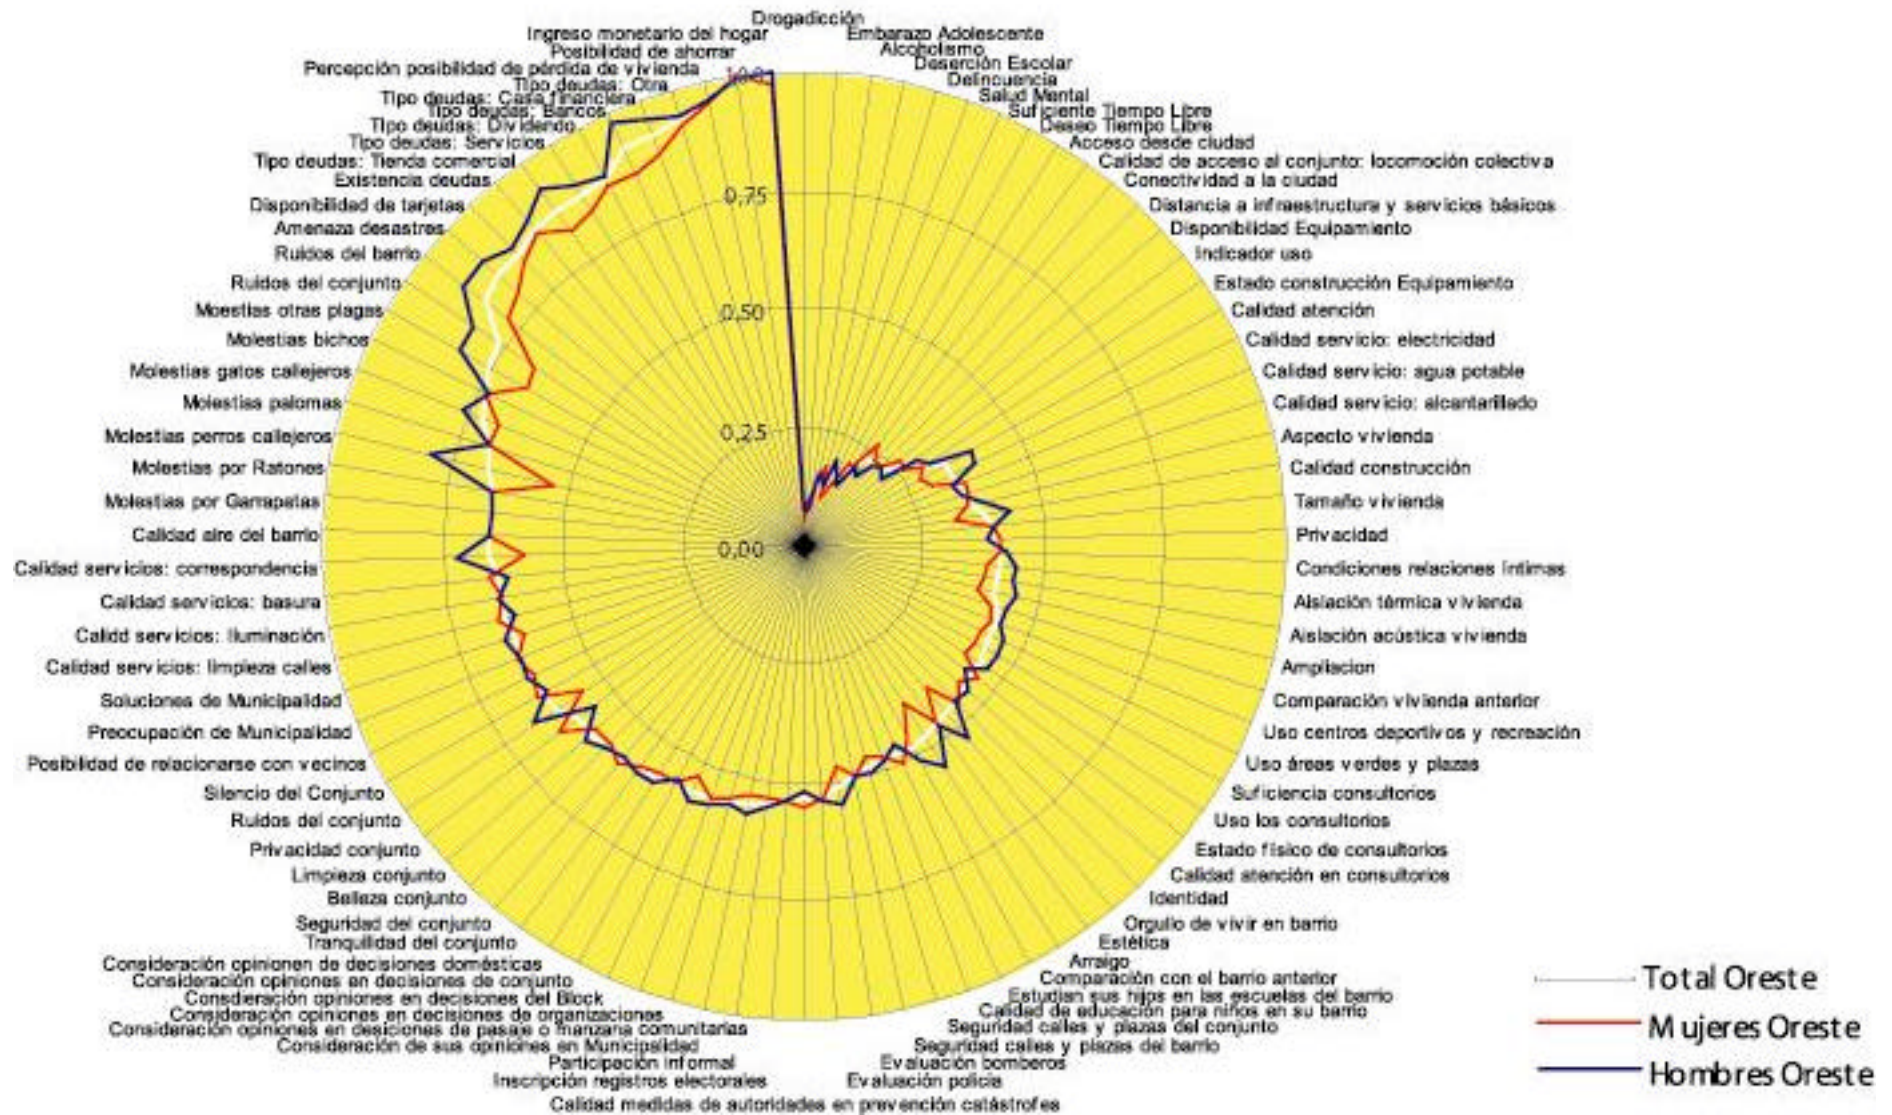 Drogadicción
Embarazo Adolescente
Alcoholismo
Deserción Escolar
Delincuencia
Salud Mental
Suficiente Tiempo Libre
Deseo Tiempo Libre
Acceso desde ciudad
Calidad de acceso al conjunto: locomoción colectiva
Conectividad a la ciudad
Distancia a infraestructura y servicios básicos
Disponibilidad Equipamiento
Indicador uso
Estado construcción Equipamiento
Calidad atención
Calidad servicio: electricidad
Calidad servicio: agua potable
Calidad servicio: alcantarillado
Aspecto vivienda
Calidad construcción
Tamaño vivienda
Privacidad
Condiciones relaciones íntimas
Aislación térmica vivienda
Aislación acústica vivienda
Ampliacion
Comparación vivienda anterior
Uso centros deportivos y recreación
Uso áreas verdes y plazas
Suficiencia consultorios
Uso los consultorios
Estado físico de consultorios
Calidad atención en consultorios
Identidad
Orgullo de vivir en barrio
Estética
Arraigo
Comparación con el barrio anterior
Estudian sus hijos en las escuelas del barrio
Calidad de educación para niños en su barrio
Seguridad calles y plazas del conjunto
Seguridad calles y plazas del barrio
Evaluación bomberos
Evaluación policía
Calidad medidas de autoridades en prevención catástrofes
Inscripción registros electorales
Participación informal
Consideración de sus opiniones en Municipalidad
Consideración opiniones en desiciones de pasaje o manzana comunitarias
Consideración opiniones en decisiones de organizaciones
Consdieración opiniones en decisiones del Block
Consideración opiniones en decisiones de conjunto
Consideración opinionen de decisiones domésticas
Tranquilidad del conjunto
Seguridad del conjunto
Belleza conjunto
Limpieza conjunto
Privacidad conjunto
Ruidos del conjunto
Silencio del Conjunto
Posibilidad de relacionarse con vecinos
Preocupación de Municipalidad
Soluciones de Municipalidad
Calidad servicios: limpieza calles
Calidd servicios: Iluminación
Calidad servicios: basura
Calidad servicios: correspondencia
Calidad aire del barrio
Molestias por Garrapatas
Molestias por Ratones
Molestias perros callejeros
Molestias palomas
Molestias gatos callejeros
Molestias bichos
Moestias otras plagas
Ruidos del conjunto
Ruidos del barrio
Amenaza desastres
Disponibilidad de tarjetas
Existencia deudas
Tipo deudas: Tienda comercial
Tipo deudas: Servicios
Tipo deudas: Dividendo
Tipo deudas: Bancos
Tipo deudas: Casa financiera
Tipo deudas: Otra
Percepción posibilidad de pérdida de vivienda
Posibilidad de ahorrar
Ingreso monetario del hogar
0,75
0,50
0,25
0,00
Total Oreste
Mujeres Oreste
Hombres Oreste